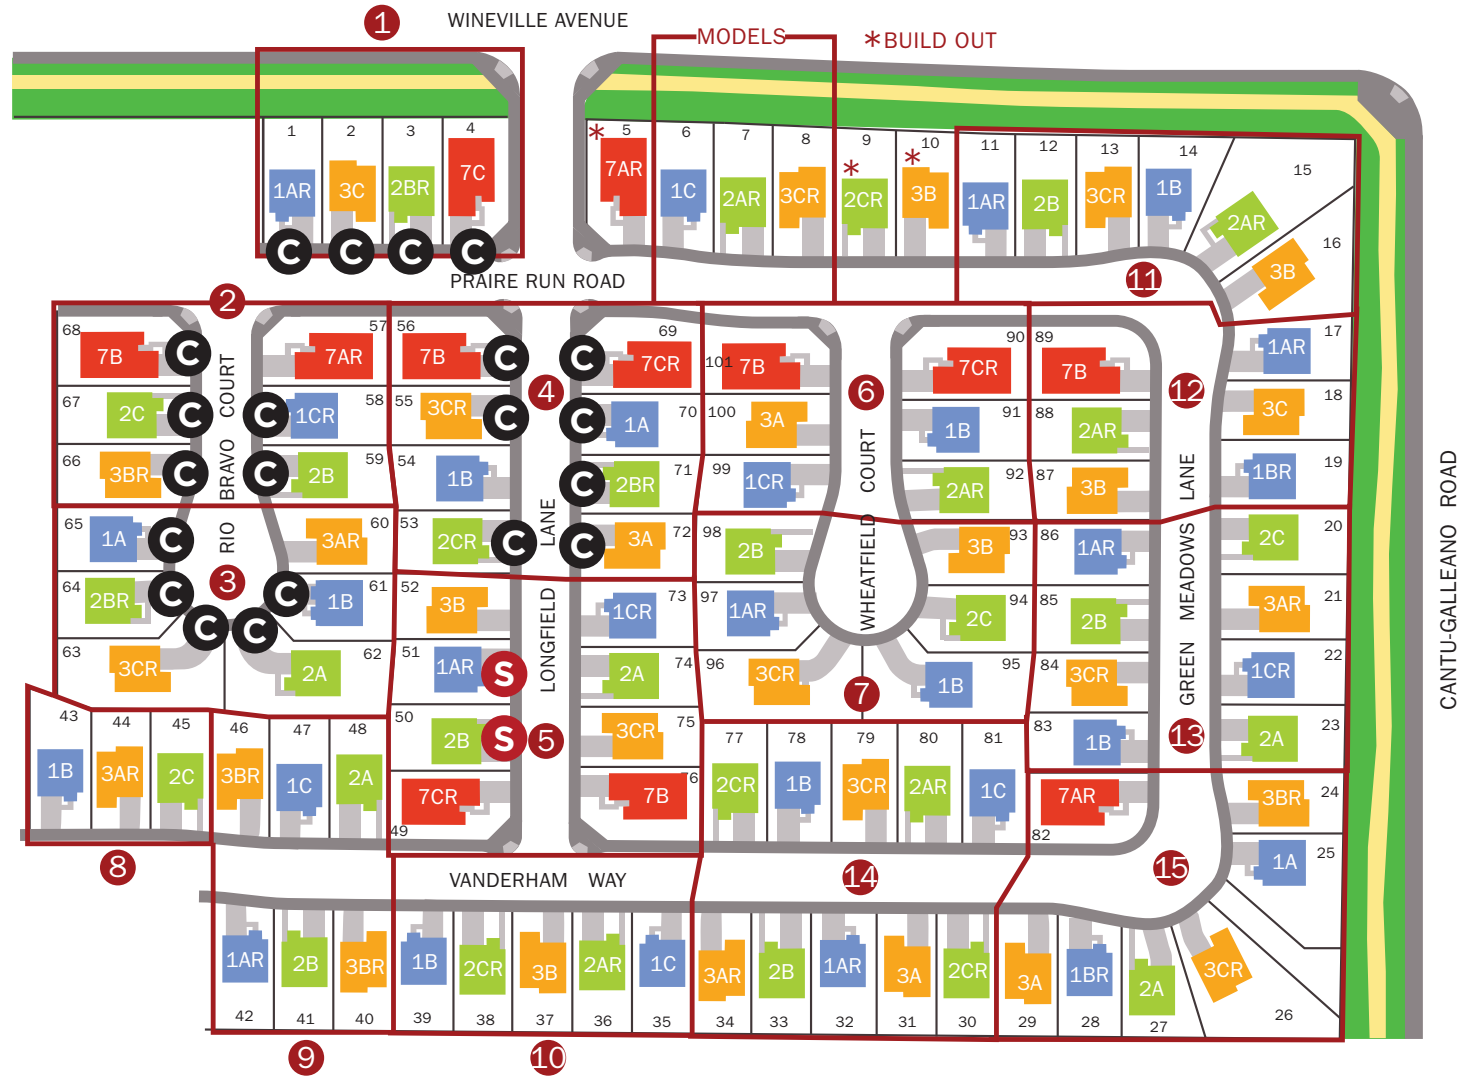 1 WINEVILLE AVENUE
MODELS * BUILD OUT
1 2 3 4 * 5 6 7 8 9 * 10 * 11 12 13 14 15
1AR 3C 2BR 7C 7AR 1C 2AR 3CR 2CR 3B 1AR 2B 3CR 1B 2AR
16
3B
C C C C
PRAIRE RUN ROAD
11
2
68 57 56 69 90 89 17
7B C 7AR 7B C C 7CR 101 7B 7CR 7B 1AR
67 58 55 4 70 100 6 91 88 12 18
2C C C 1CR 3CR C C 1A 3A 1B 2AR 3C
66 59 54 71 99 92 87 19
3BR C C 2B 1B C 2BR 1CR 2AR 3B 1BR
BRAVO COURT
RIO
LANE
LONGFIELD
WHEATFIELD COURT
GREEN MEADOWS LANE
CANTU-GALLEANO ROAD
65 60 53 72 98 93 86 20
1A C 3AR 2CR C C 3A 2B 3B 1AR 2C
64 3 61 52 73 97 94 85 21
2BR C C 1B 3B 1CR 1AR 2C 2B 3AR
C C
63 62 51 74 96 95 84 22
3CR 2A 1AR S 2A 3CR 7 1B 3CR 1CR
43 44 45 46 47 48 50 75 77 78 79 80 81 83 23
1B 3AR 2C 3BR 1C 2A 2B S 5 3CR 2CR 1B 3CR 2AR 1C 1B 13 2A
49 7CR 7B 76 7AR 82 3BR 24
8 14 15 1A 25
VANDERHAM WAY
1AR 2B 3BR 1B 2CR 3B 2AR 1C 3AR 2B 1AR 3A 2CR 3A 1BR 2A 3CR
42 41 40 39 38 37 36 35 34 33 32 31 30 29 28 27 26
9 10